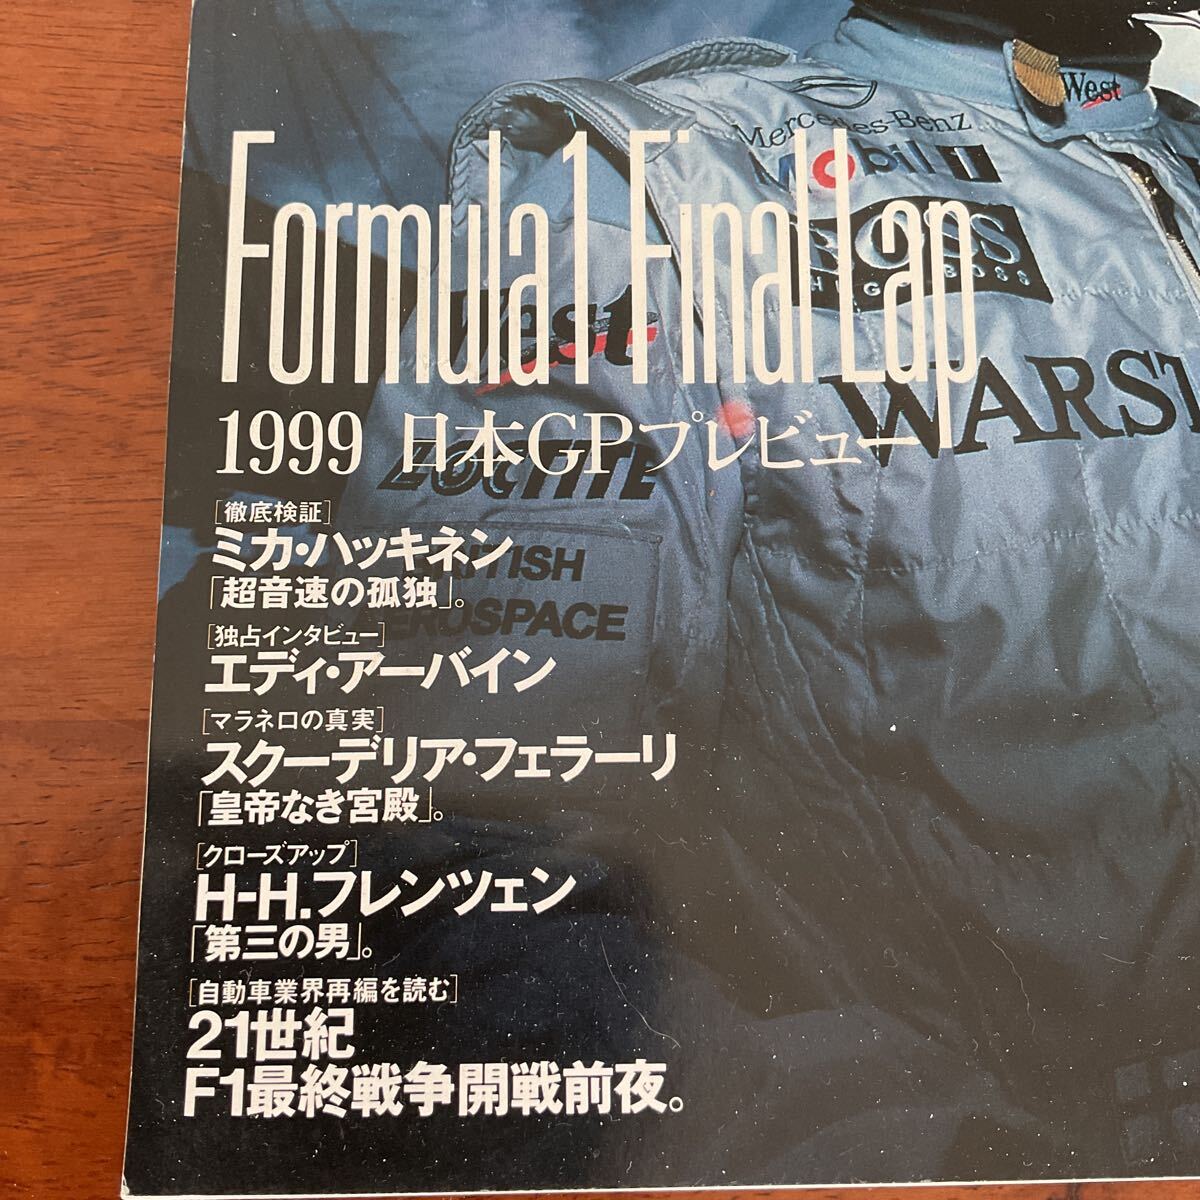 West
Mercedes-Benz
Mobil 1
BOSS
HUGO BOSS
Formula 1 Final Lap
West
WARST
1999 日本GPプレビュー
LOCTITE
[徹底検証]
ミカ・ハッキネン
「超音速の孤独」。
BRITISH
AEROSPACE
[独占インタビュー]
エディ・アーバイン
[マラネロの真実]
スクーデリア・フェラーリ
「皇帝なき宮殿」。
[クローズアップ]
H-H.フレンツェン
「第三の男」。
[自動車業界再編を読む]
21世紀
F1最終戦争開戦前夜。